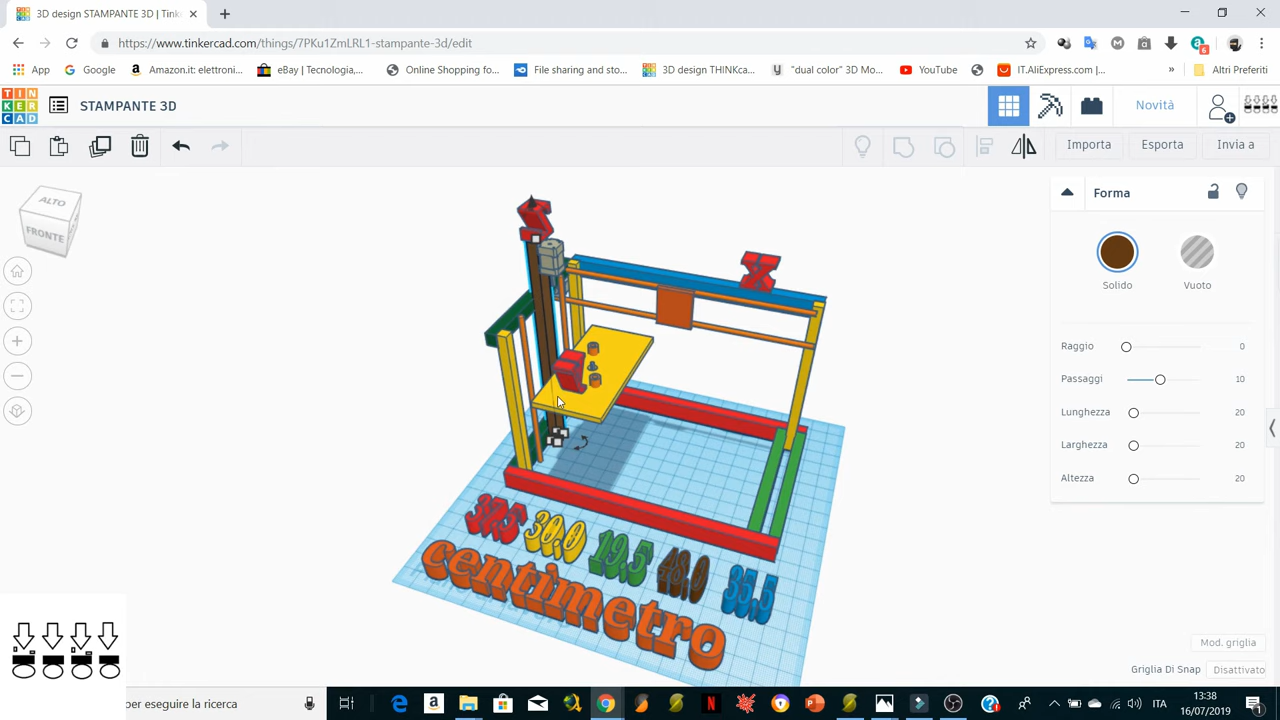 3D design STAMPANTE 3D | Tink
https://www.tinkercad.com/things/7PKu1ZmLRL1-stampante-3d/edit
App Google Amazon.it: elettroni... eBay | Tecnologia,... Online Shopping fo... File sharing and sto... 3D design THINKca... "dual color" 3D Mo... YouTube IT.AliExpress.com |... » Altri Preferiti
TIN
KER
CAD
STAMPANTE 3D
Novità
Importa
Esporta
Invia a
ALTO
FRONTE
Forma
Solido
Vuoto
Raggio 0
Passaggi 10
Lunghezza 20
Larghezza 20
Altezza 20
Z
X
37,5 30,0 19,5 48,0 35,5
centimetro
Mod. griglia
Griglia Di Snap Disattivato
per eseguire la ricerca
ITA
13:38
16/07/2019